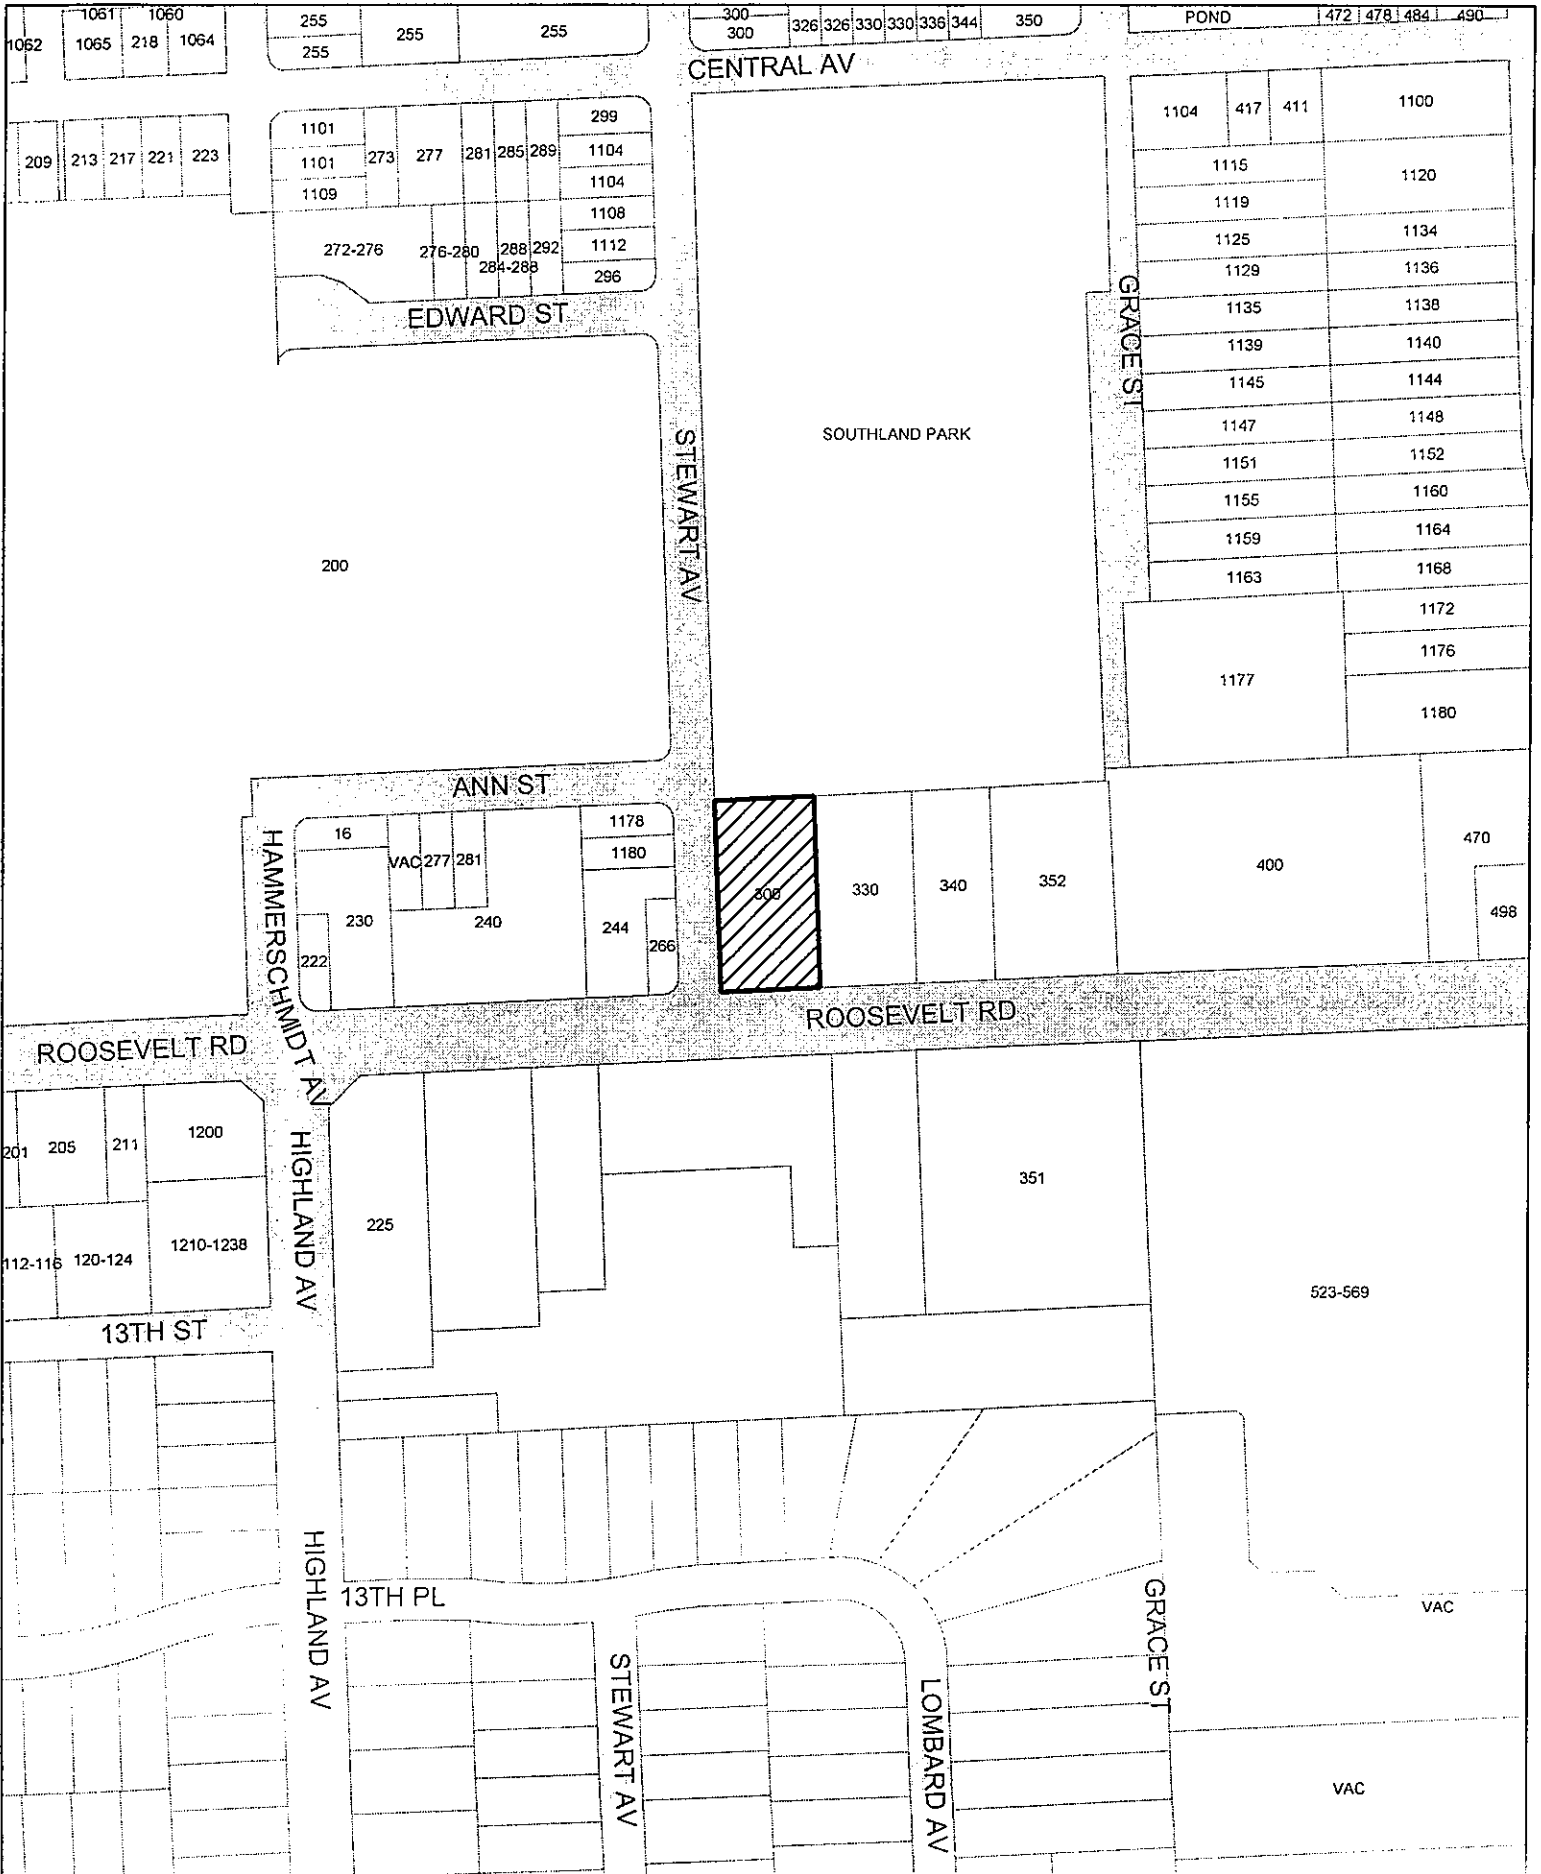 1061 1060
1062 1065 218 1064
255 255 255
255
300 326 326 330 330 336 344 350
300
POND 472 478 484 490
CENTRAL AV
209 213 217 221 223
1101 273 277 281 285 289 299
1101 1104
1109 1104
1108
272-276 276-280 288 292 1112
284-288 296
EDWARD ST
1104 417 411 1100
1115 1120
1119
1125 1134
1129 1136
1135 1138
1139 1140
1145 1144
1147 1148
1151 1152
1155 1160
1159 1164
1163 1168
1172
1177 1176
1180
GRACE ST
STEWART AV
SOUTHLAND PARK
200
ANN ST
HAMMERSCHMIDT AV
16 VAC 277 281 1178
1180
230 240 244
222 266
330 340 352 400 470
498
ROOSEVELT RD
ROOSEVELT RD
201 205 211 1200
112-116 120-124 1210-1238
HIGHLAND AV
225 351
523-569
13TH ST
HIGHLAND AV
13TH PL
STEWART AV
LOMBARD AV
GRACE ST
VAC
VAC